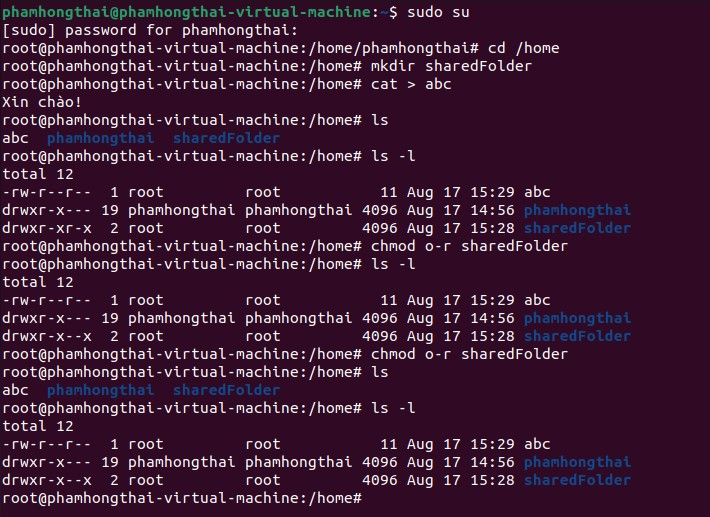 phamhongthai@phamhongthai-virtual-machine:~$ sudo su
[sudo] password for phamhongthai:
root@phamhongthai-virtual-machine:/home/phamhongthai# cd /home
root@phamhongthai-virtual-machine:/home# mkdir sharedFolder
root@phamhongthai-virtual-machine:/home# cat > abc
Xin chào!
root@phamhongthai-virtual-machine:/home# ls
abc  phamhongthai  sharedFolder
root@phamhongthai-virtual-machine:/home# ls -l
total 12
-rw-r--r--  1 root         root           11 Aug 17 15:29 abc
drwxr-x--- 19 phamhongthai phamhongthai 4096 Aug 17 14:56 phamhongthai
drwxr-xr-x  2 root         root         4096 Aug 17 15:28 sharedFolder
root@phamhongthai-virtual-machine:/home# chmod o-r sharedFolder
root@phamhongthai-virtual-machine:/home# ls -l
total 12
-rw-r--r--  1 root         root           11 Aug 17 15:29 abc
drwxr-x--- 19 phamhongthai phamhongthai 4096 Aug 17 14:56 phamhongthai
drwxr-x--x  2 root         root         4096 Aug 17 15:28 sharedFolder
root@phamhongthai-virtual-machine:/home# chmod o-r sharedFolder
root@phamhongthai-virtual-machine:/home# ls
abc  phamhongthai  sharedFolder
root@phamhongthai-virtual-machine:/home# ls -l
total 12
-rw-r--r--  1 root         root           11 Aug 17 15:29 abc
drwxr-x--- 19 phamhongthai phamhongthai 4096 Aug 17 14:56 phamhongthai
drwxr-x--x  2 root         root         4096 Aug 17 15:28 sharedFolder
root@phamhongthai-virtual-machine:/home#